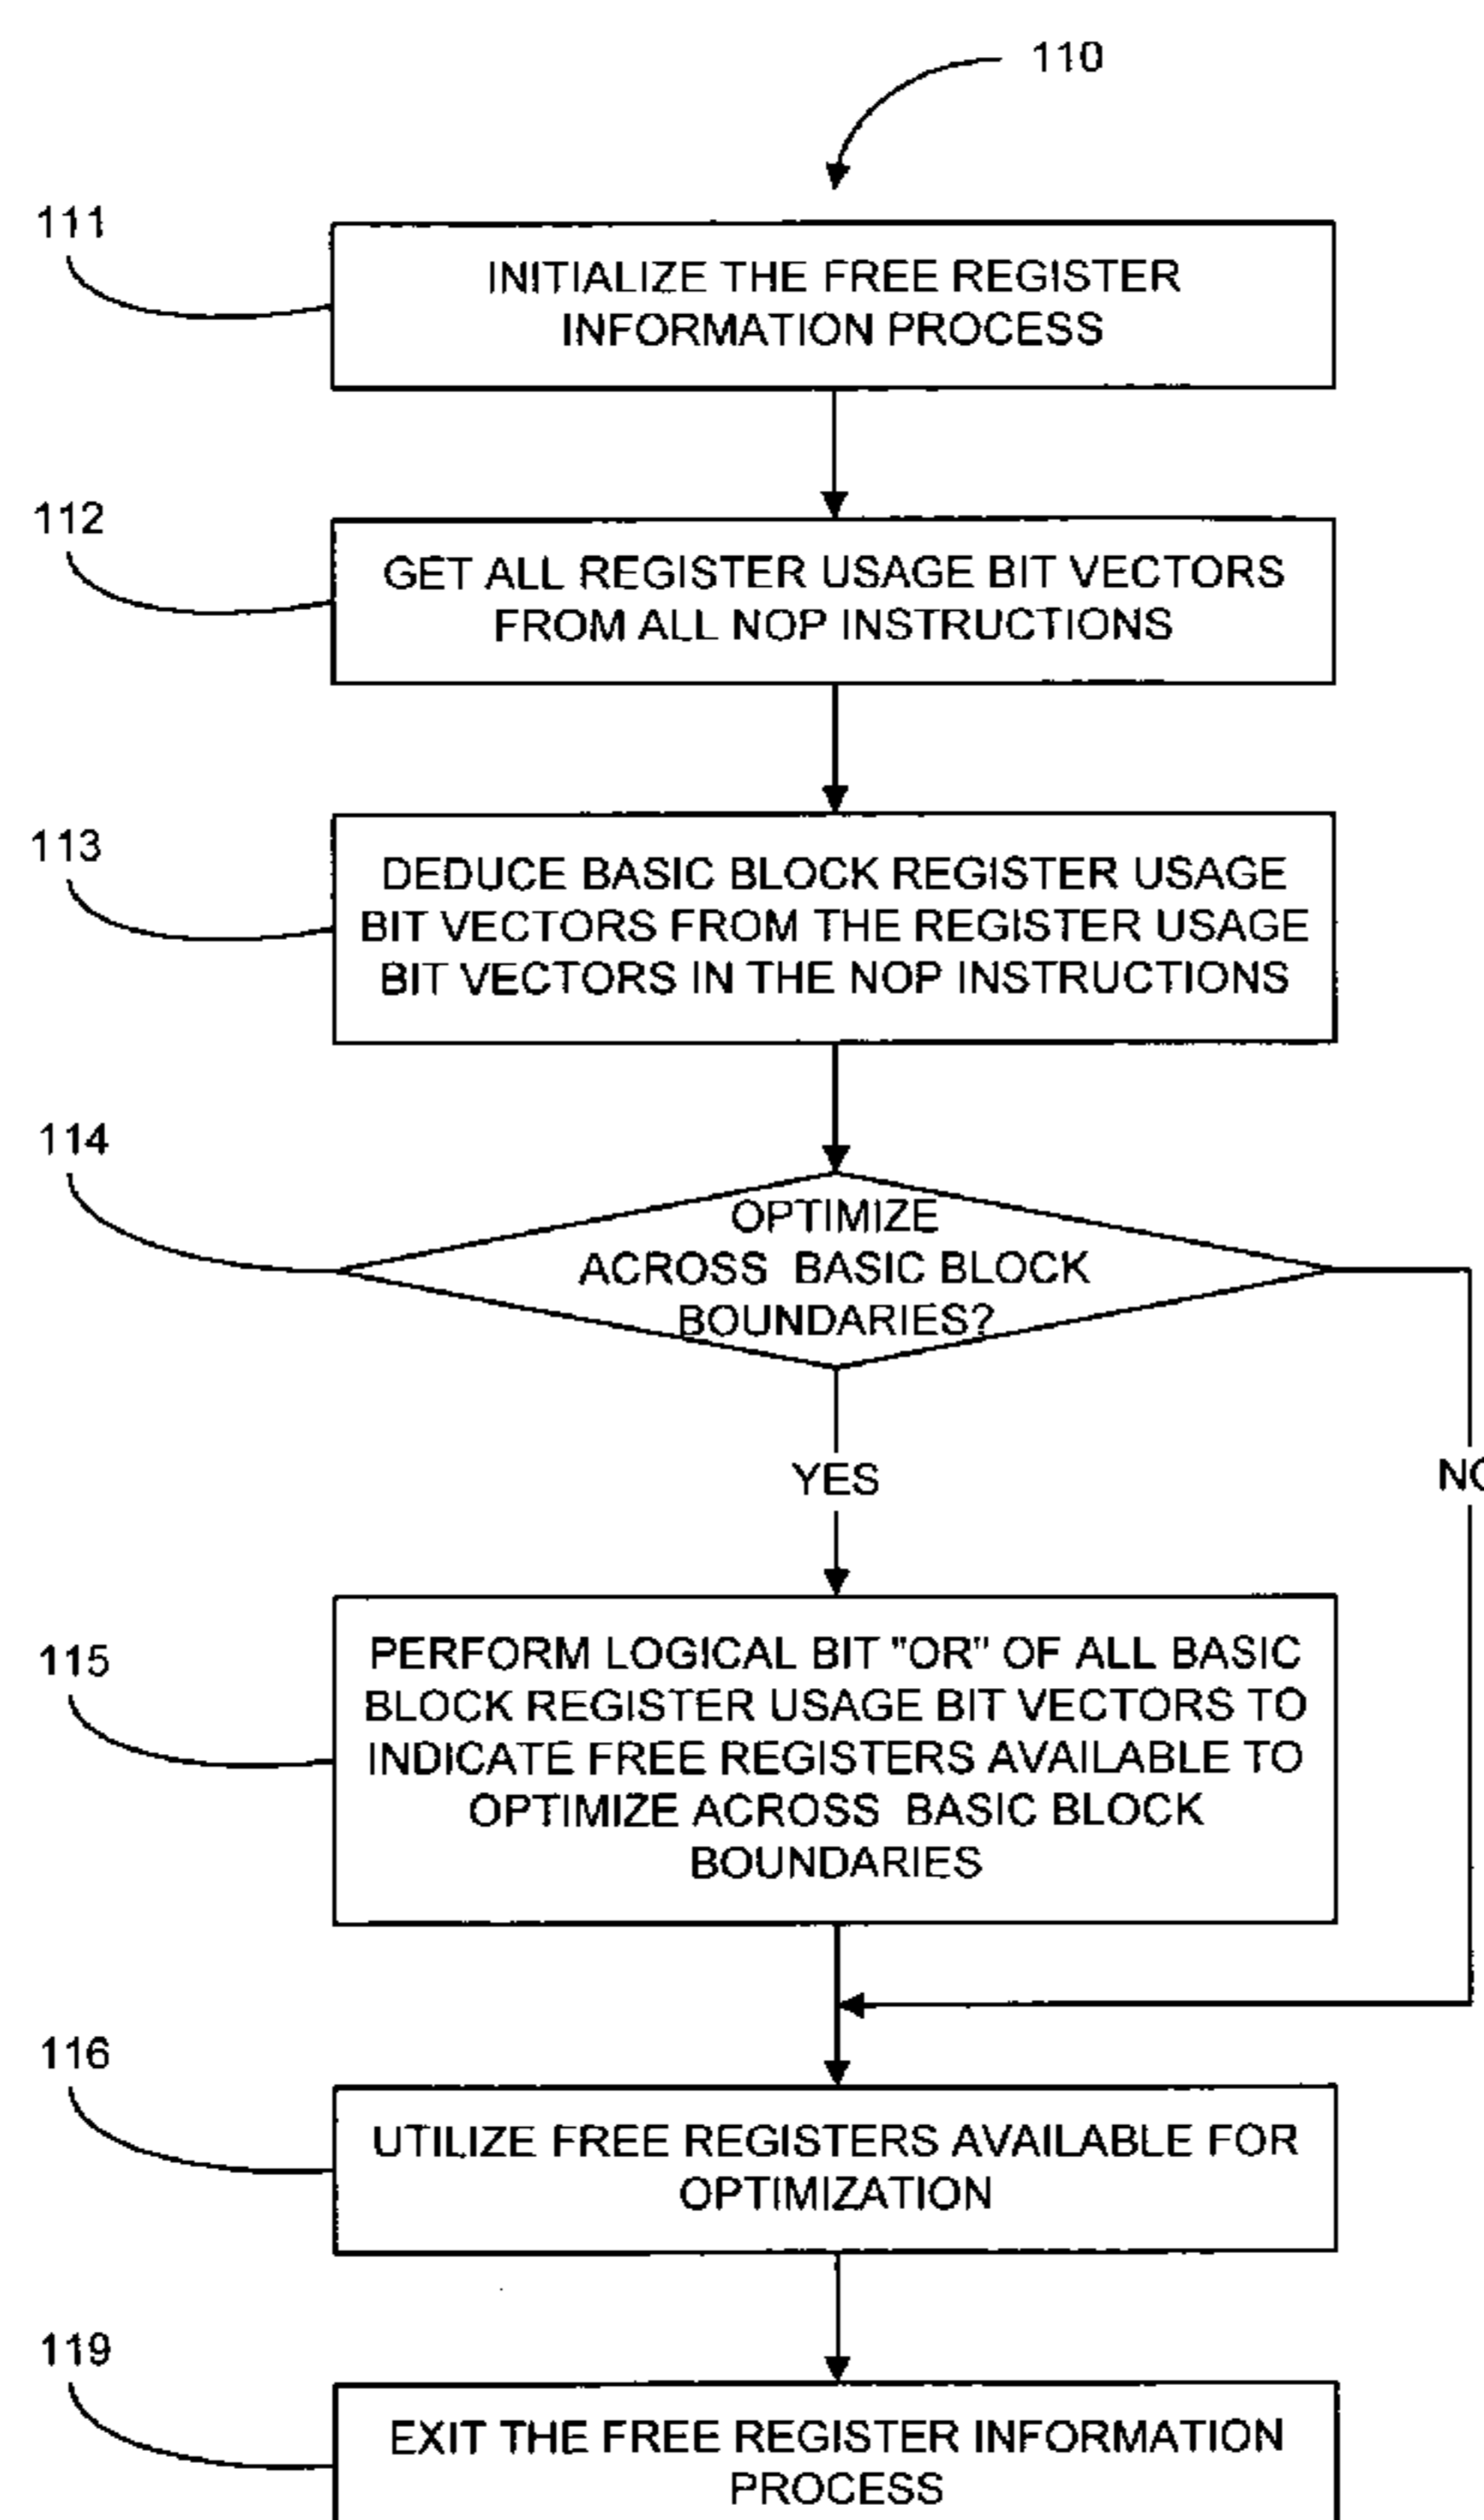 110
111
INITIALIZE THE FREE REGISTER
INFORMATION PROCESS
112
GET ALL REGISTER USAGE BIT VECTORS
FROM ALL NOP INSTRUCTIONS
113
DEDUCE BASIC BLOCK REGISTER USAGE
BIT VECTORS FROM THE REGISTER USAGE
BIT VECTORS IN THE NOP INSTRUCTIONS
114
OPTIMIZE
ACROSS BASIC BLOCK
BOUNDARIES?
YES
NO
115
PERFORM LOGICAL BIT "OR" OF ALL BASIC
BLOCK REGISTER USAGE BIT VECTORS TO
INDICATE FREE REGISTERS AVAILABLE TO
OPTIMIZE ACROSS BASIC BLOCK
BOUNDARIES
116
UTILIZE FREE REGISTERS AVAILABLE FOR
OPTIMIZATION
119
EXIT THE FREE REGISTER INFORMATION
PROCESS